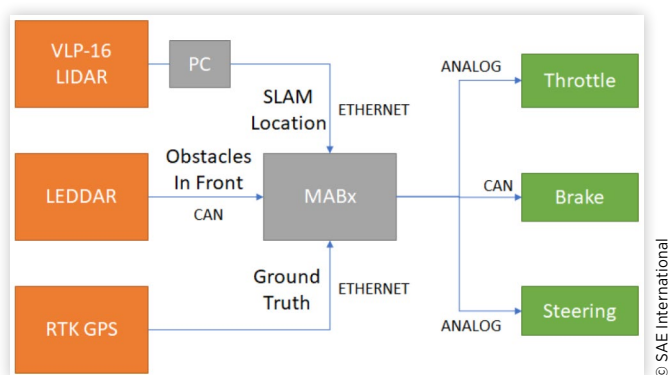 VLP-16
LIDAR
PC
SLAM
Location
ETHERNET
ANALOG
Throttle
LEDDAR
Obstacles
In Front
CAN
MABx
CAN
Brake
RTK GPS
Ground
Truth
ETHERNET
ANALOG
Steering
© SAE International